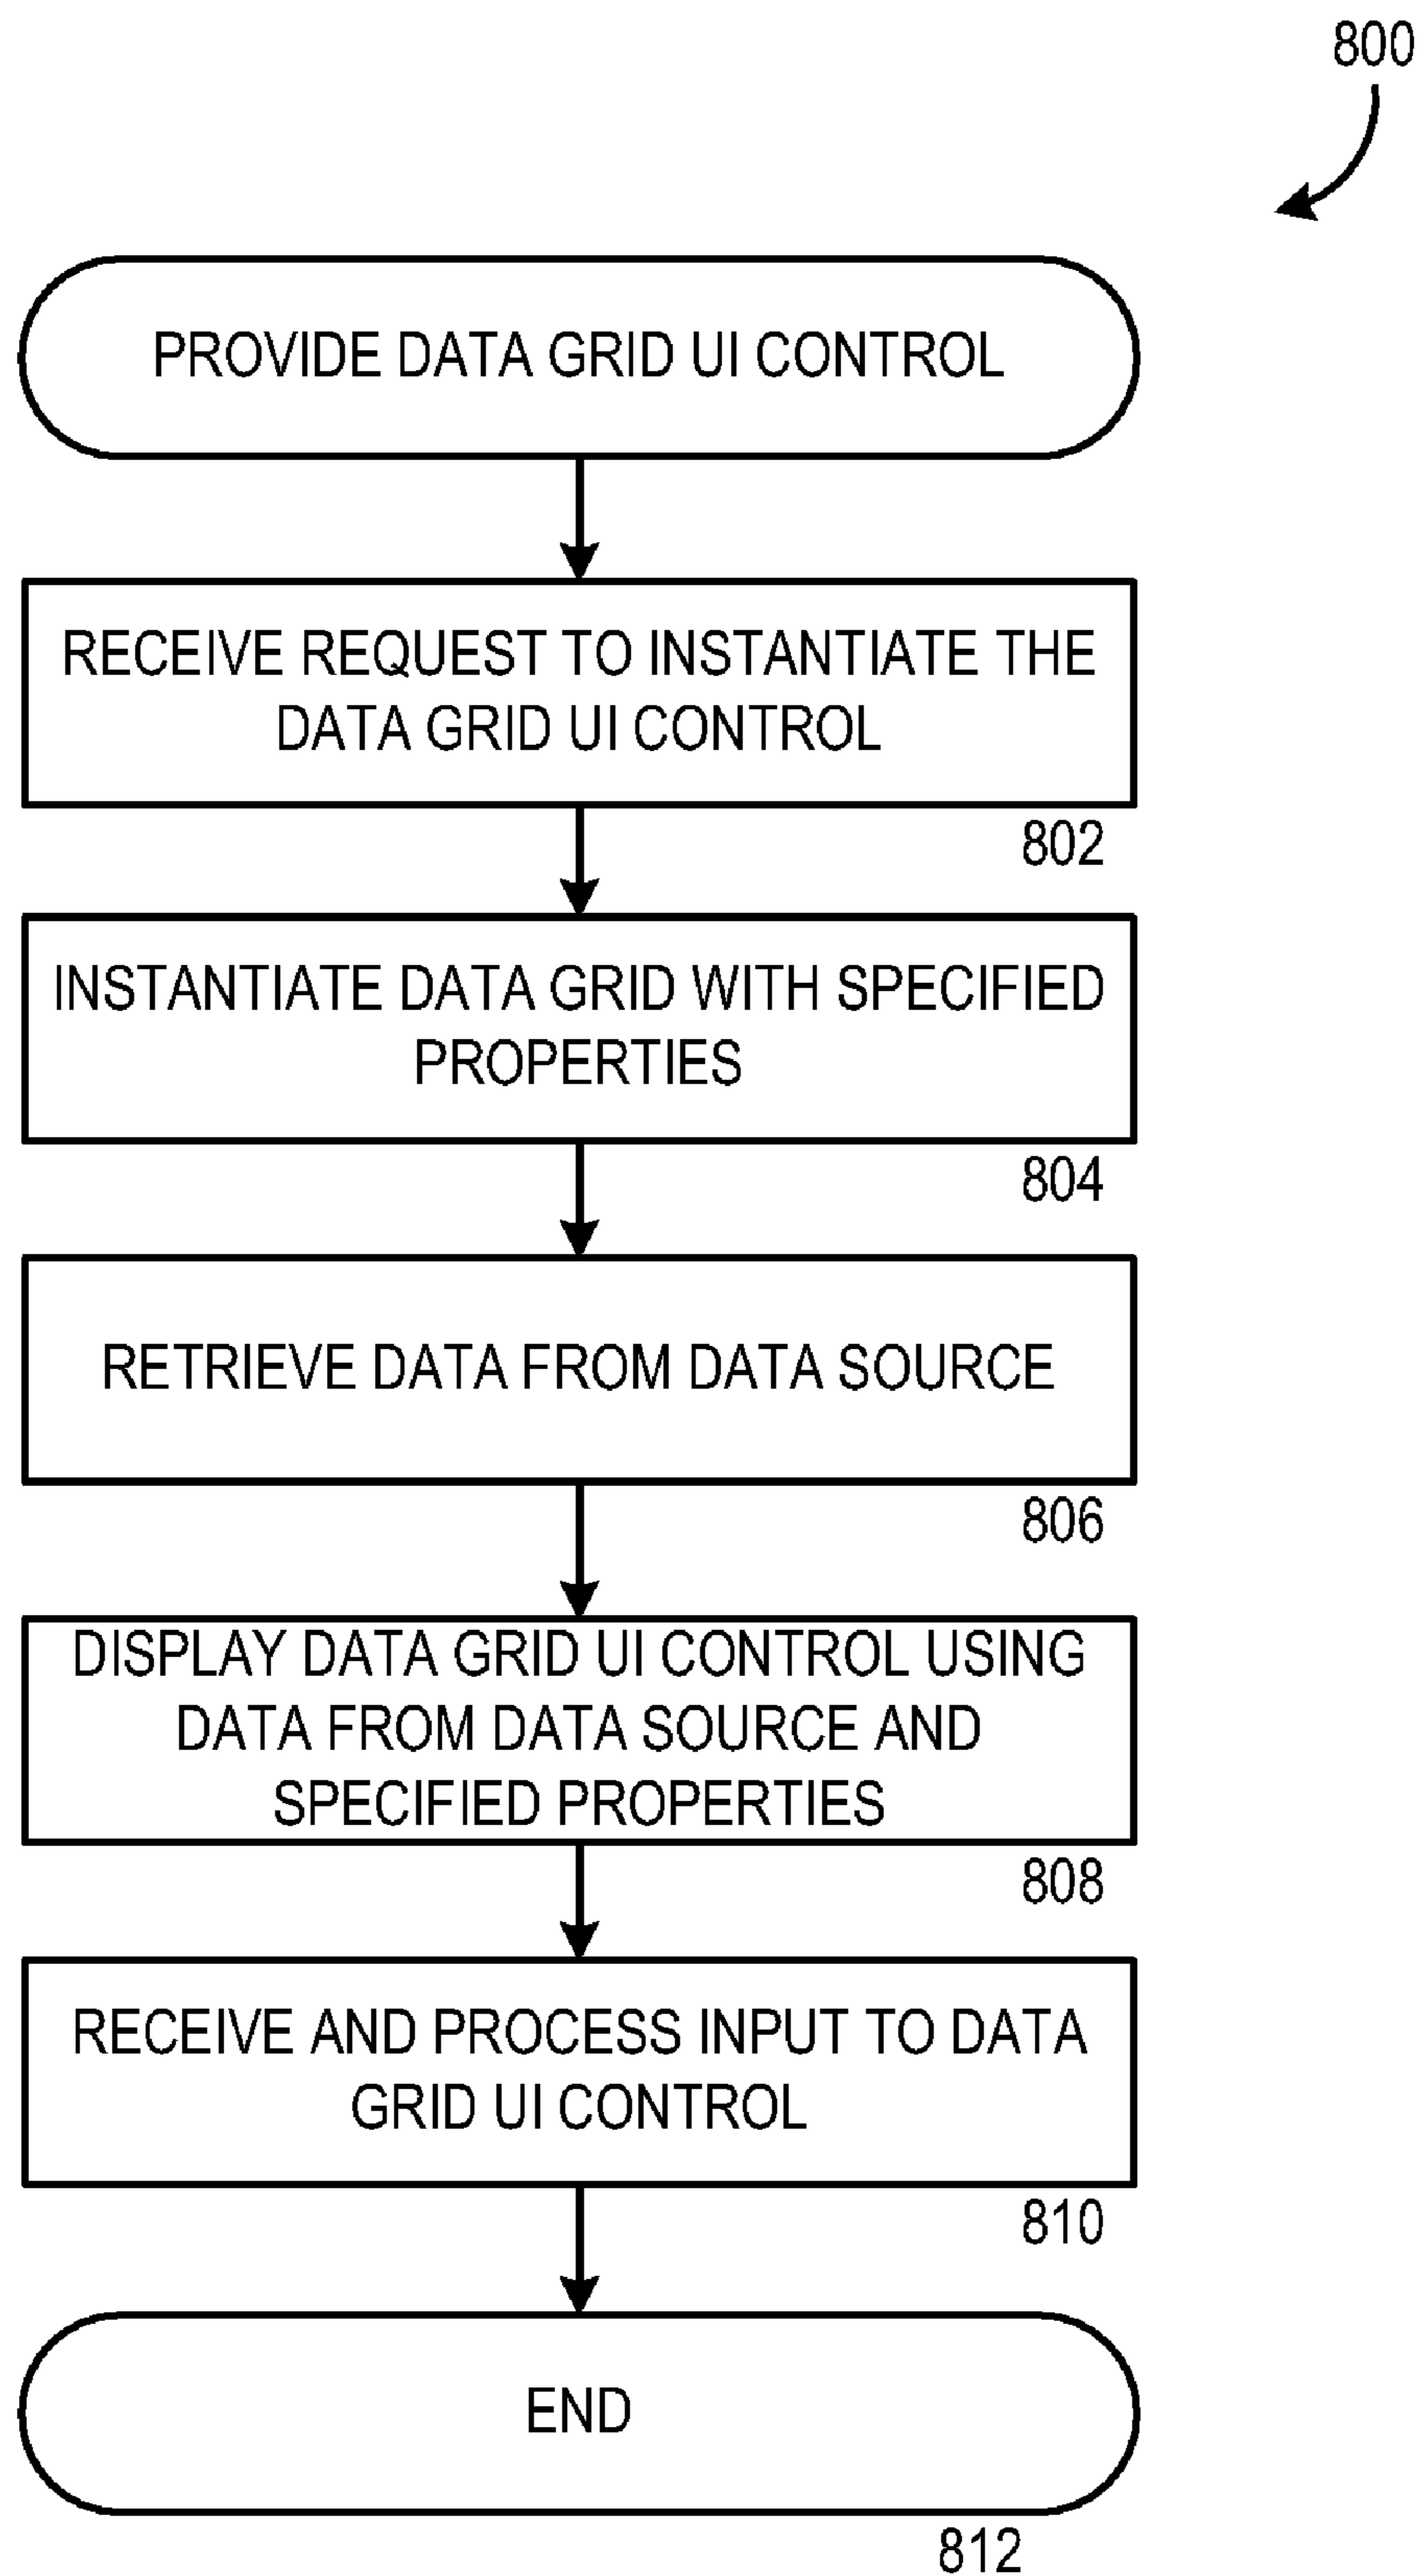 800
PROVIDE DATA GRID UI CONTROL
RECEIVE REQUEST TO INSTANTIATE THE
DATA GRID UI CONTROL
802
INSTANTIATE DATA GRID WITH SPECIFIED
PROPERTIES
804
RETRIEVE DATA FROM DATA SOURCE
806
DISPLAY DATA GRID UI CONTROL USING
DATA FROM DATA SOURCE AND
SPECIFIED PROPERTIES
808
RECEIVE AND PROCESS INPUT TO DATA
GRID UI CONTROL
810
END
812